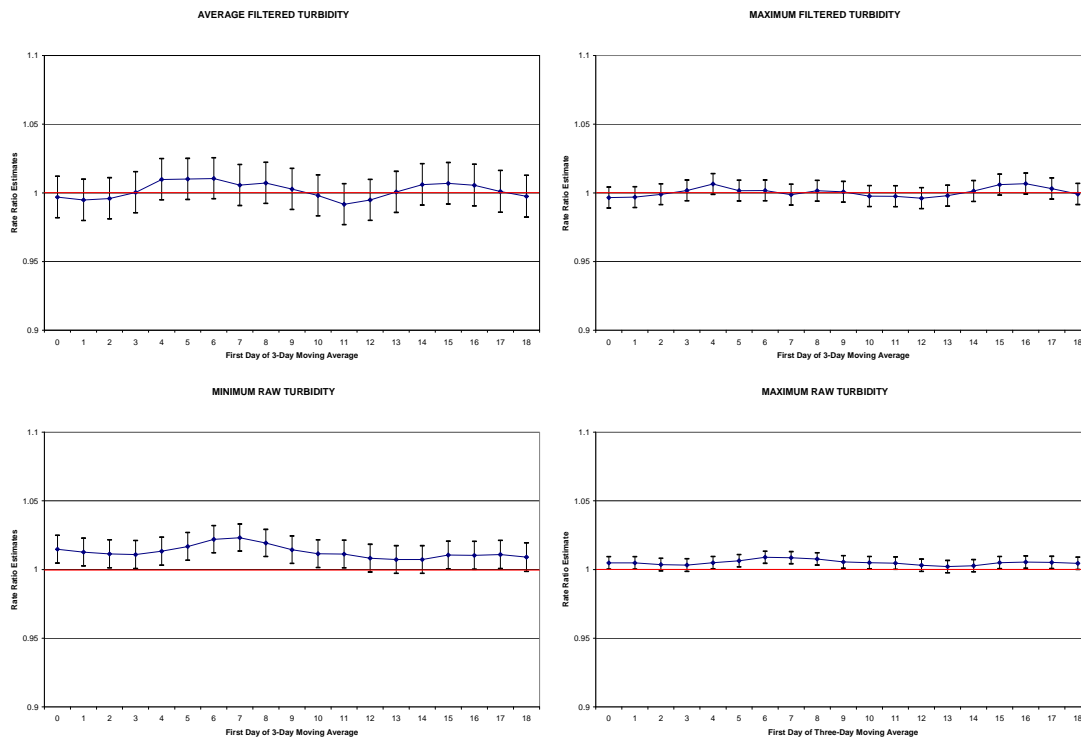 AVERAGE FILTERED TURBIDITY
1.1
1.05
1
0.95
0.9
Rate Ratio Estimates
0 1 2 3 4 5 6 7 8 9 10 11 12 13 14 15 16 17 18
First Day of 3-Day Moving Average
MAXIMUM FILTERED TURBIDITY
1.1
1.05
1
0.95
0.9
Rate Ratio Estimate
0 1 2 3 4 5 6 7 8 9 10 11 12 13 14 15 16 17 18
First Day of 3-Day Moving Average
MINIMUM RAW TURBIDITY
1.1
1.05
1
0.95
0.9
Rate Ratio Estimates
0 1 2 3 4 5 6 7 8 9 10 11 12 13 14 15 16 17 18
First Day of 3-Day Moving Average
MAXIMUM RAW TURBIDITY
1.1
1.05
1
0.95
0.9
Rate Ratio Estimate
0 1 2 3 4 5 6 7 8 9 10 11 12 13 14 15 16 17 18
First Day of Three-Day Moving Average